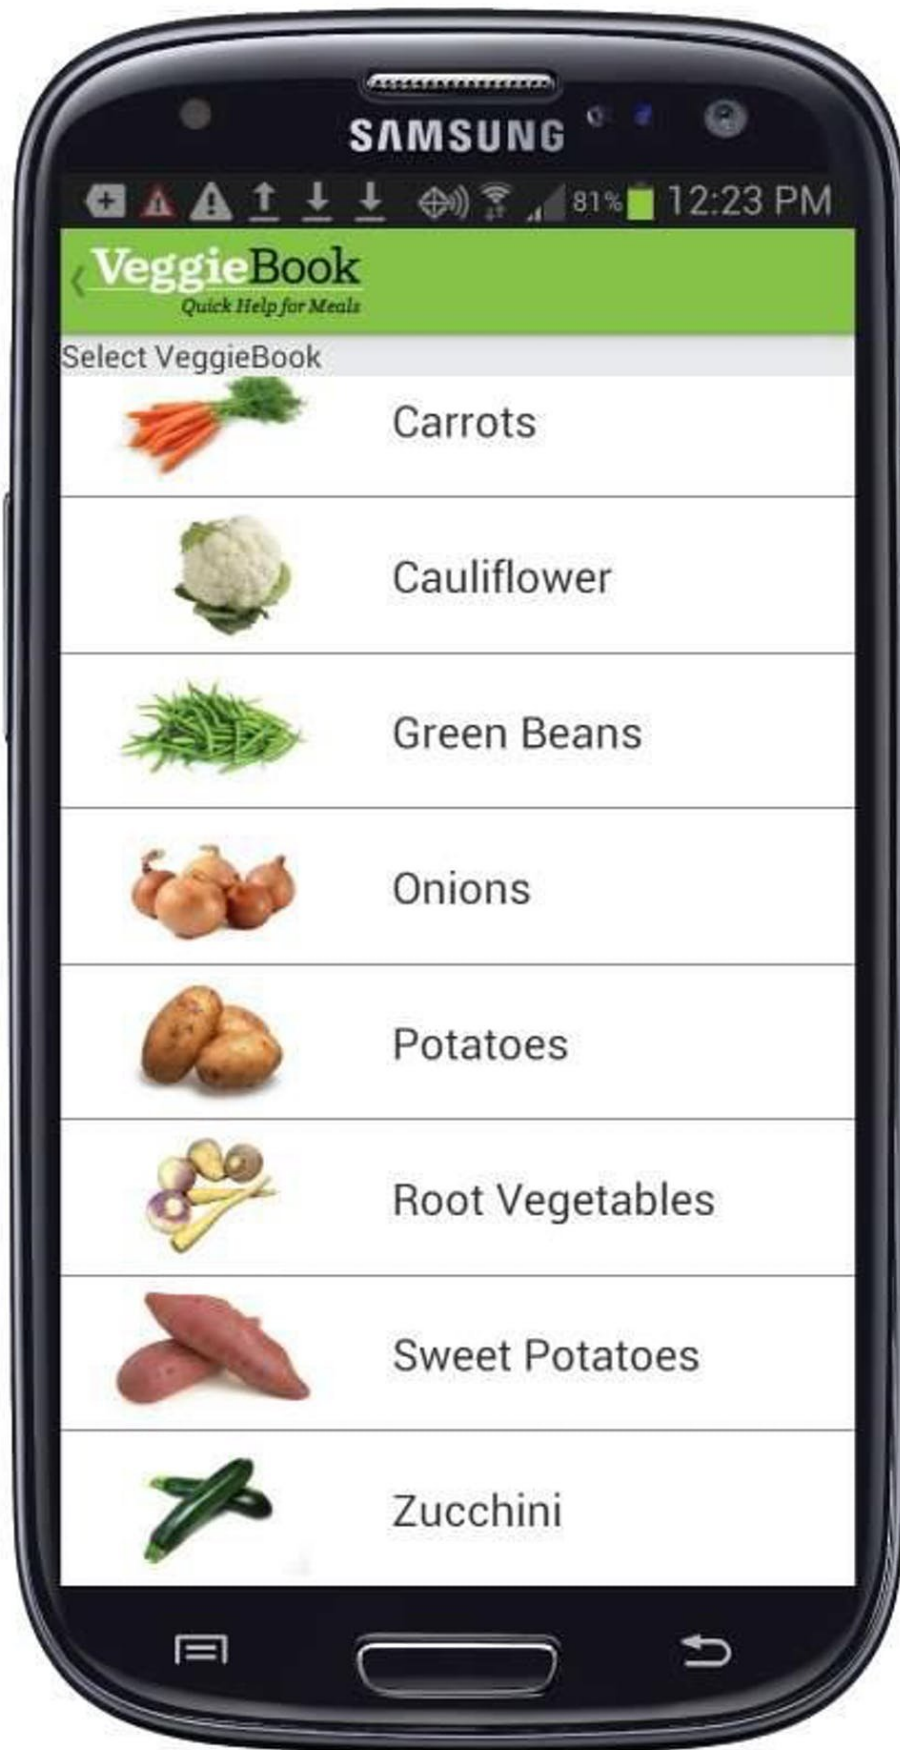 SAMSUNG
81% 12:23 PM
VeggieBook
Quick Help for Meals
Select VeggieBook
Carrots
Cauliflower
Green Beans
Onions
Potatoes
Root Vegetables
Sweet Potatoes
Zucchini